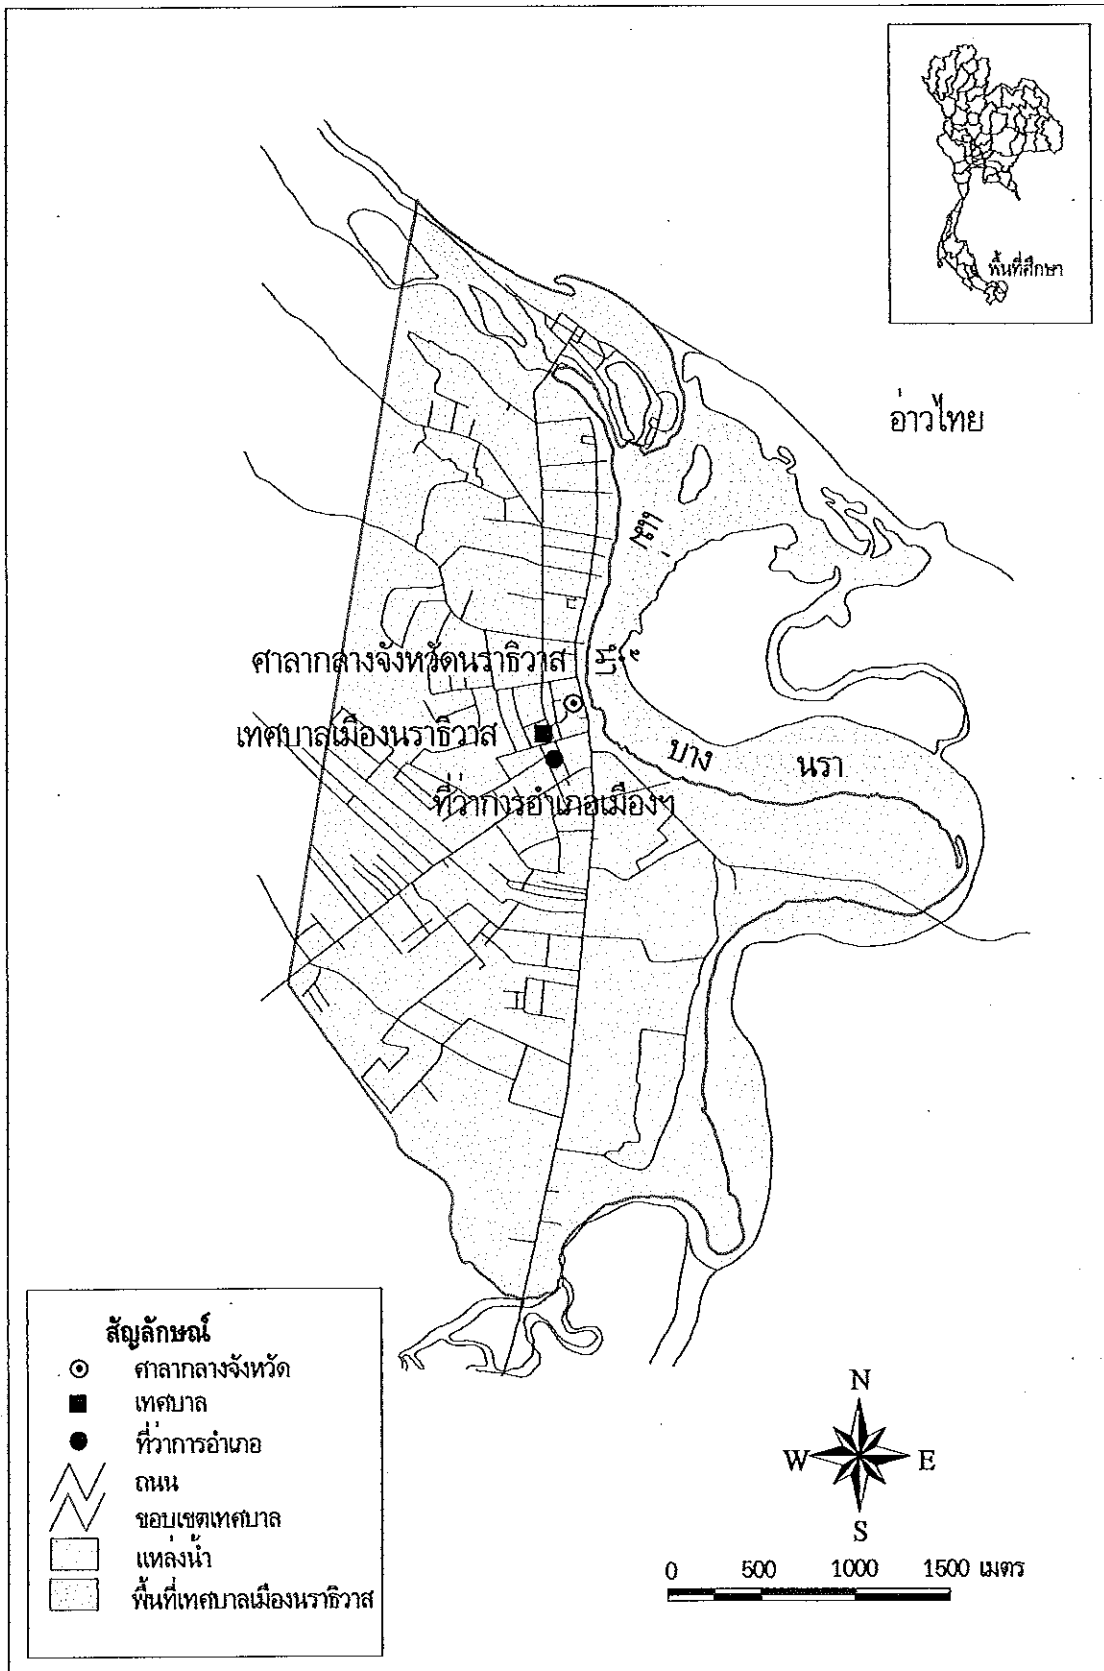 พื้นที่ศึกษา
อ่าวไทย
แม่
น้ำ
บาง
นรา
ศาลากลางจังหวัดนราธิวาส
เทศบาลเมืองนราธิวาส
ที่ว่าการอำเภอเมืองฯ
สัญลักษณ์
ศาลากลางจังหวัด
เทศบาล
ที่ว่าการอำเภอ
ถนน
ขอบเขตเทศบาล
แหล่งน้ำ
พื้นที่เทศบาลเมืองนราธิวาส
N
W E
S
0 500 1000 1500 เมตร